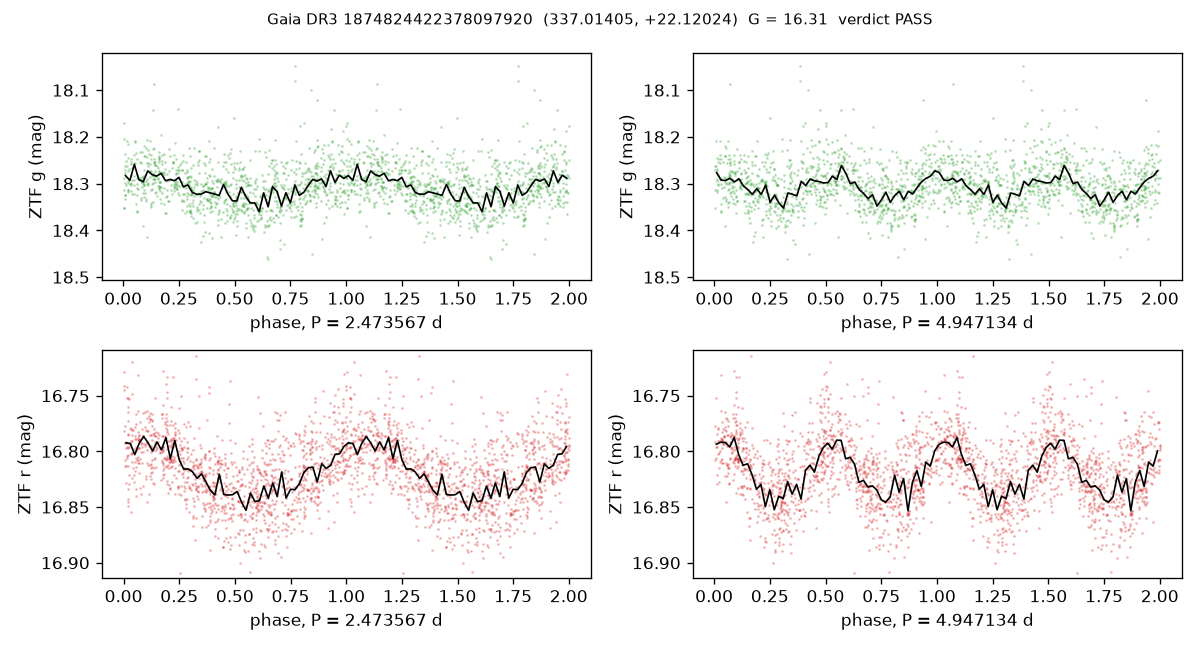 Gaia DR3 1874824422378097920 (337.01405, +22.12024) G = 16.31 verdict PASS
ZTF g (mag)
18.1
18.2
18.3
18.4
18.5
0.00 0.25 0.50 0.75 1.00 1.25 1.50 1.75 2.00
phase, P = 2.473567 d
ZTF g (mag)
18.1
18.2
18.3
18.4
18.5
0.00 0.25 0.50 0.75 1.00 1.25 1.50 1.75 2.00
phase, P = 4.947134 d
ZTF r (mag)
16.75
16.80
16.85
16.90
0.00 0.25 0.50 0.75 1.00 1.25 1.50 1.75 2.00
phase, P = 2.473567 d
ZTF r (mag)
16.75
16.80
16.85
16.90
0.00 0.25 0.50 0.75 1.00 1.25 1.50 1.75 2.00
phase, P = 4.947134 d